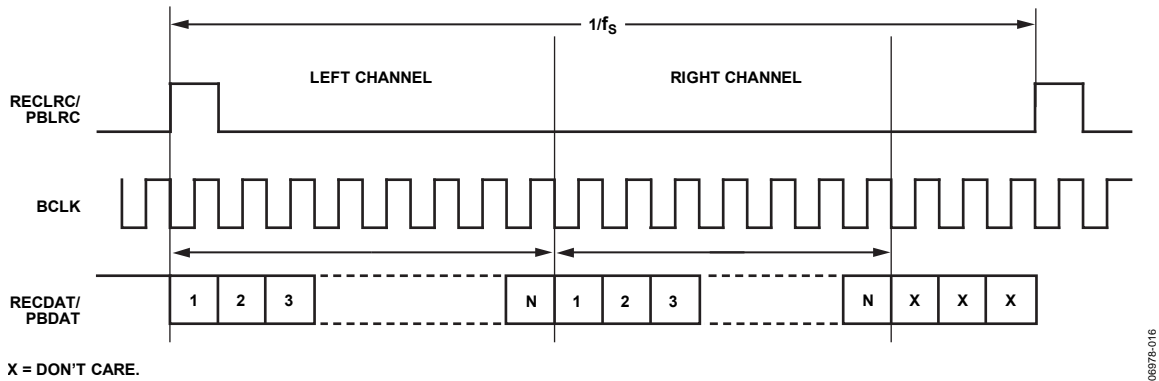 1/fS
LEFT CHANNEL
RIGHT CHANNEL
RECLRC/
PBLRC
BCLK
RECDAT/
PBDAT
1 2 3 N 1 2 3 N X X X
X = DON'T CARE.
06978-016